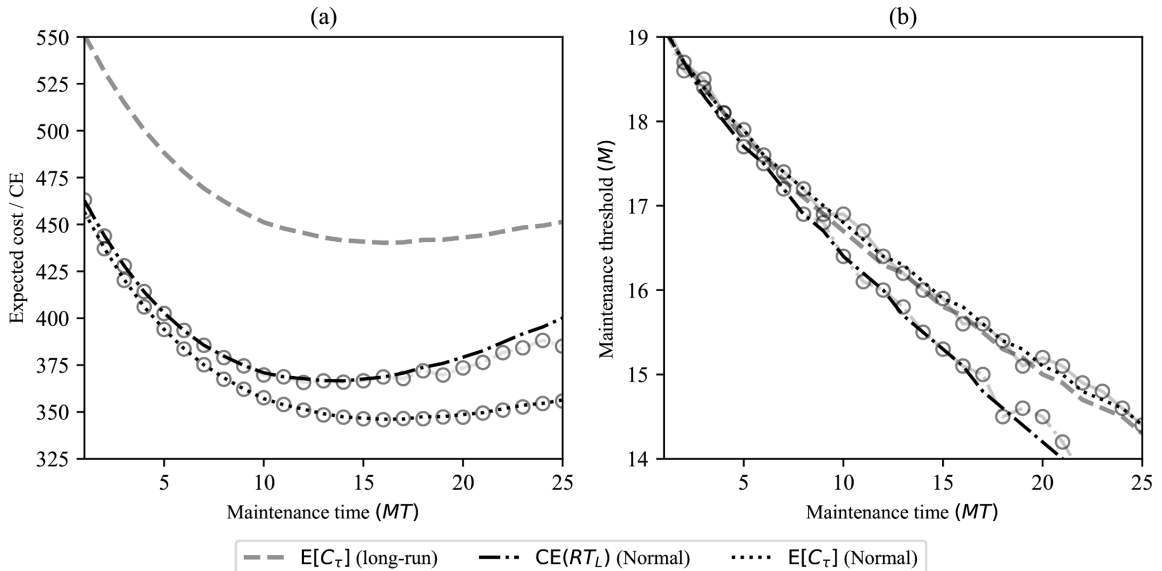 (a)
(b)
550
525
500
475
450
425
400
375
350
325
Expected cost / CE
5
10
15
20
25
Maintenance time (MT)
19
18
17
16
15
14
Maintenance threshold (M)
5
10
15
20
25
Maintenance time (MT)
E[C_τ] (long-run)
CE(RT_L) (Normal)
E[C_τ] (Normal)